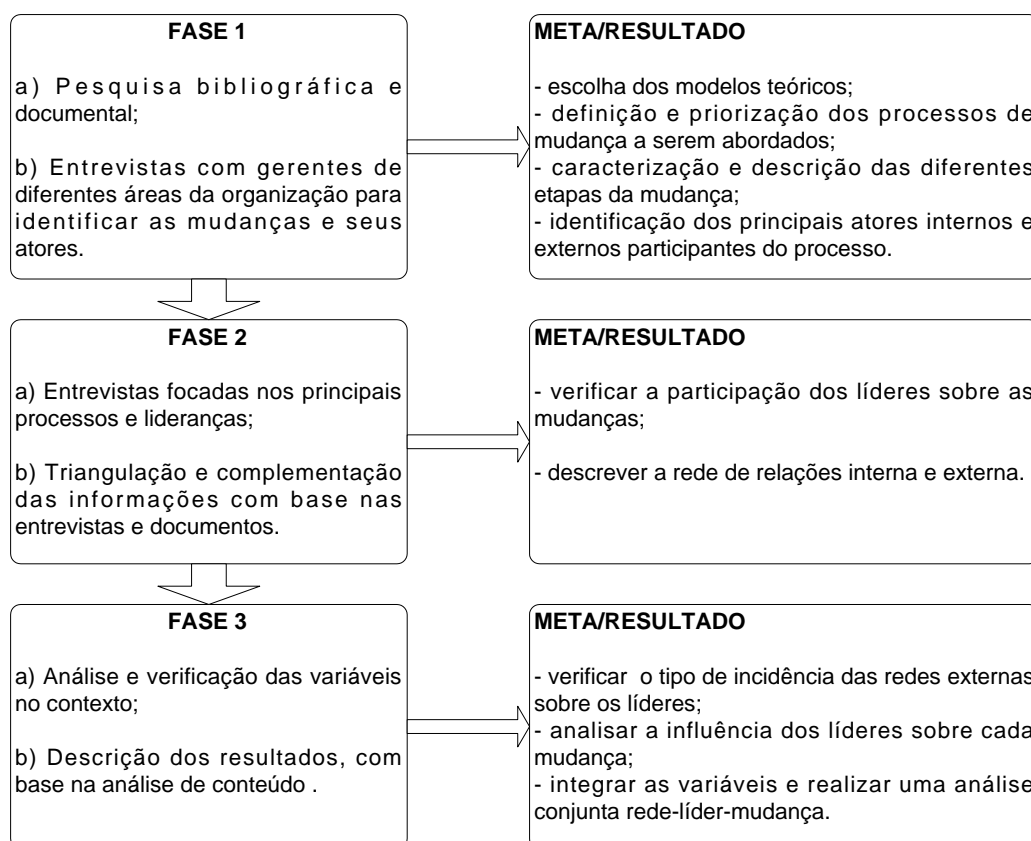 FASE 1
a) Pesquisa bibliográfica e
documental;
b) Entrevistas com gerentes de
diferentes áreas da organização para
identificar as mudanças e seus
atores.
META/RESULTADO
- escolha dos modelos teóricos;
- definição e priorização dos processos de
mudança a serem abordados;
- caracterização e descrição das diferentes
etapas da mudança;
- identificação dos principais atores internos e
externos participantes do processo.
FASE 2
a) Entrevistas focadas nos principais
processos e lideranças;
b) Triangulação e complementação
das informações com base nas
entrevistas e documentos.
META/RESULTADO
- verificar a participação dos líderes sobre as
mudanças;
- descrever a rede de relações interna e externa.
FASE 3
a) Análise e verificação das variáveis
no contexto;
b) Descrição dos resultados, com
base na análise de conteúdo .
META/RESULTADO
- verificar o tipo de incidência das redes externas
sobre os líderes;
- analisar a influência dos líderes sobre cada
mudança;
- integrar as variáveis e realizar uma análise
conjunta rede-líder-mudança.